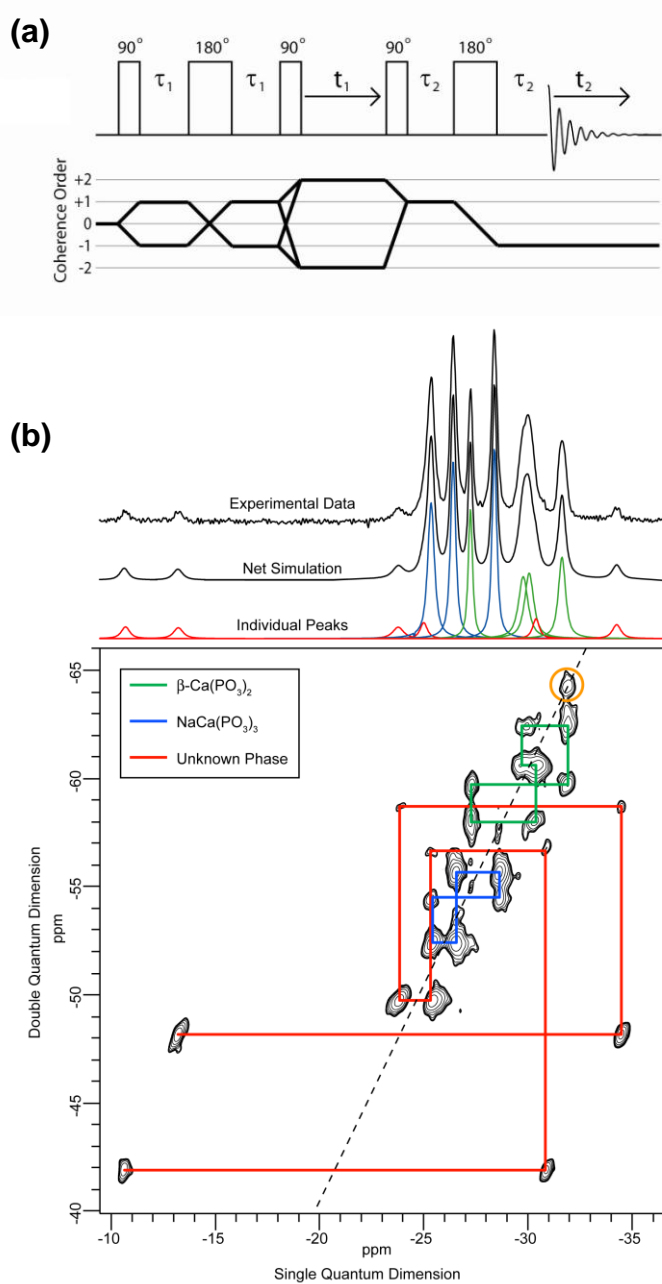 (a)
90° 180° 90° 90° 180°
τ1 τ1 t1 τ2 τ2 t2
Coherence Order
+2
+1
0
-1
-2
(b)
Experimental Data
Net Simulation
Individual Peaks
β-Ca(PO3)2
NaCa(PO3)3
Unknown Phase
Double Quantum Dimension
ppm
-65
-60
-55
-50
-45
-40
-10 -15 -20 -25 -30 -35
ppm
Single Quantum Dimension